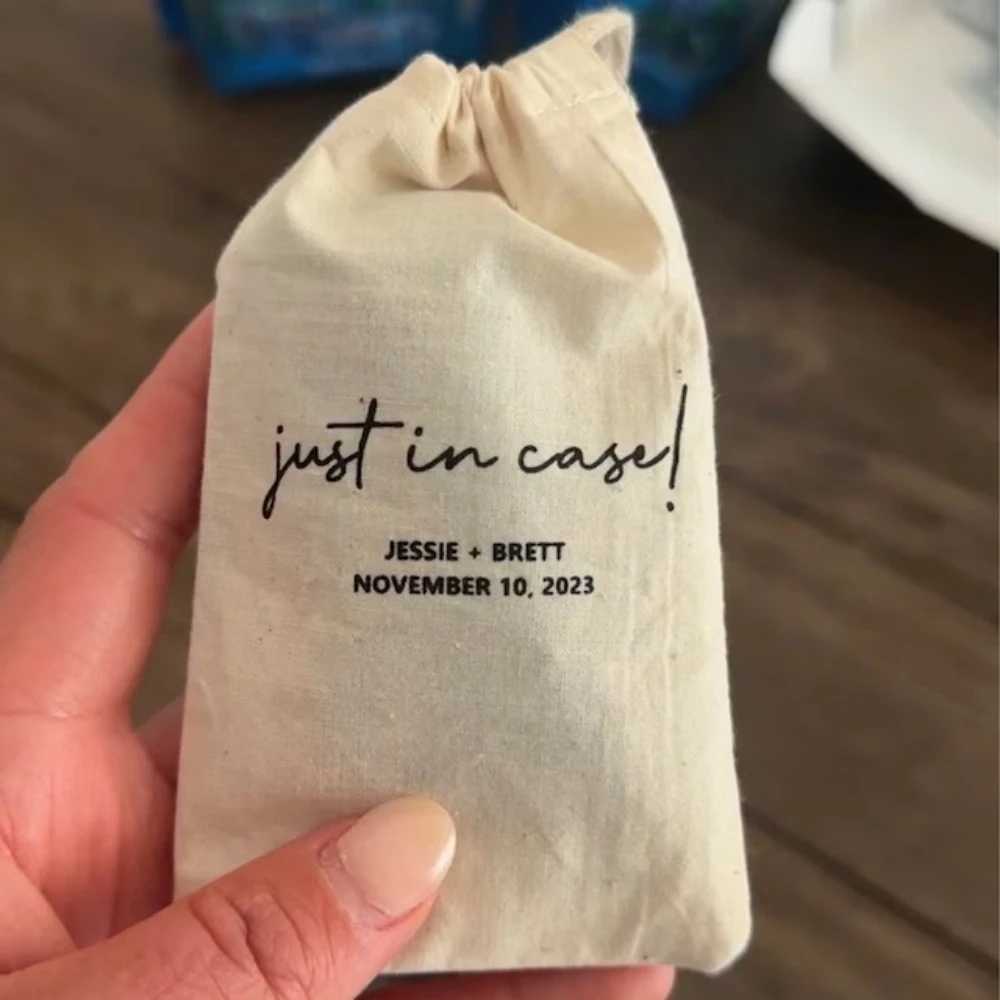 just in case!
JESSIE + BRETT
NOVEMBER 10, 2023